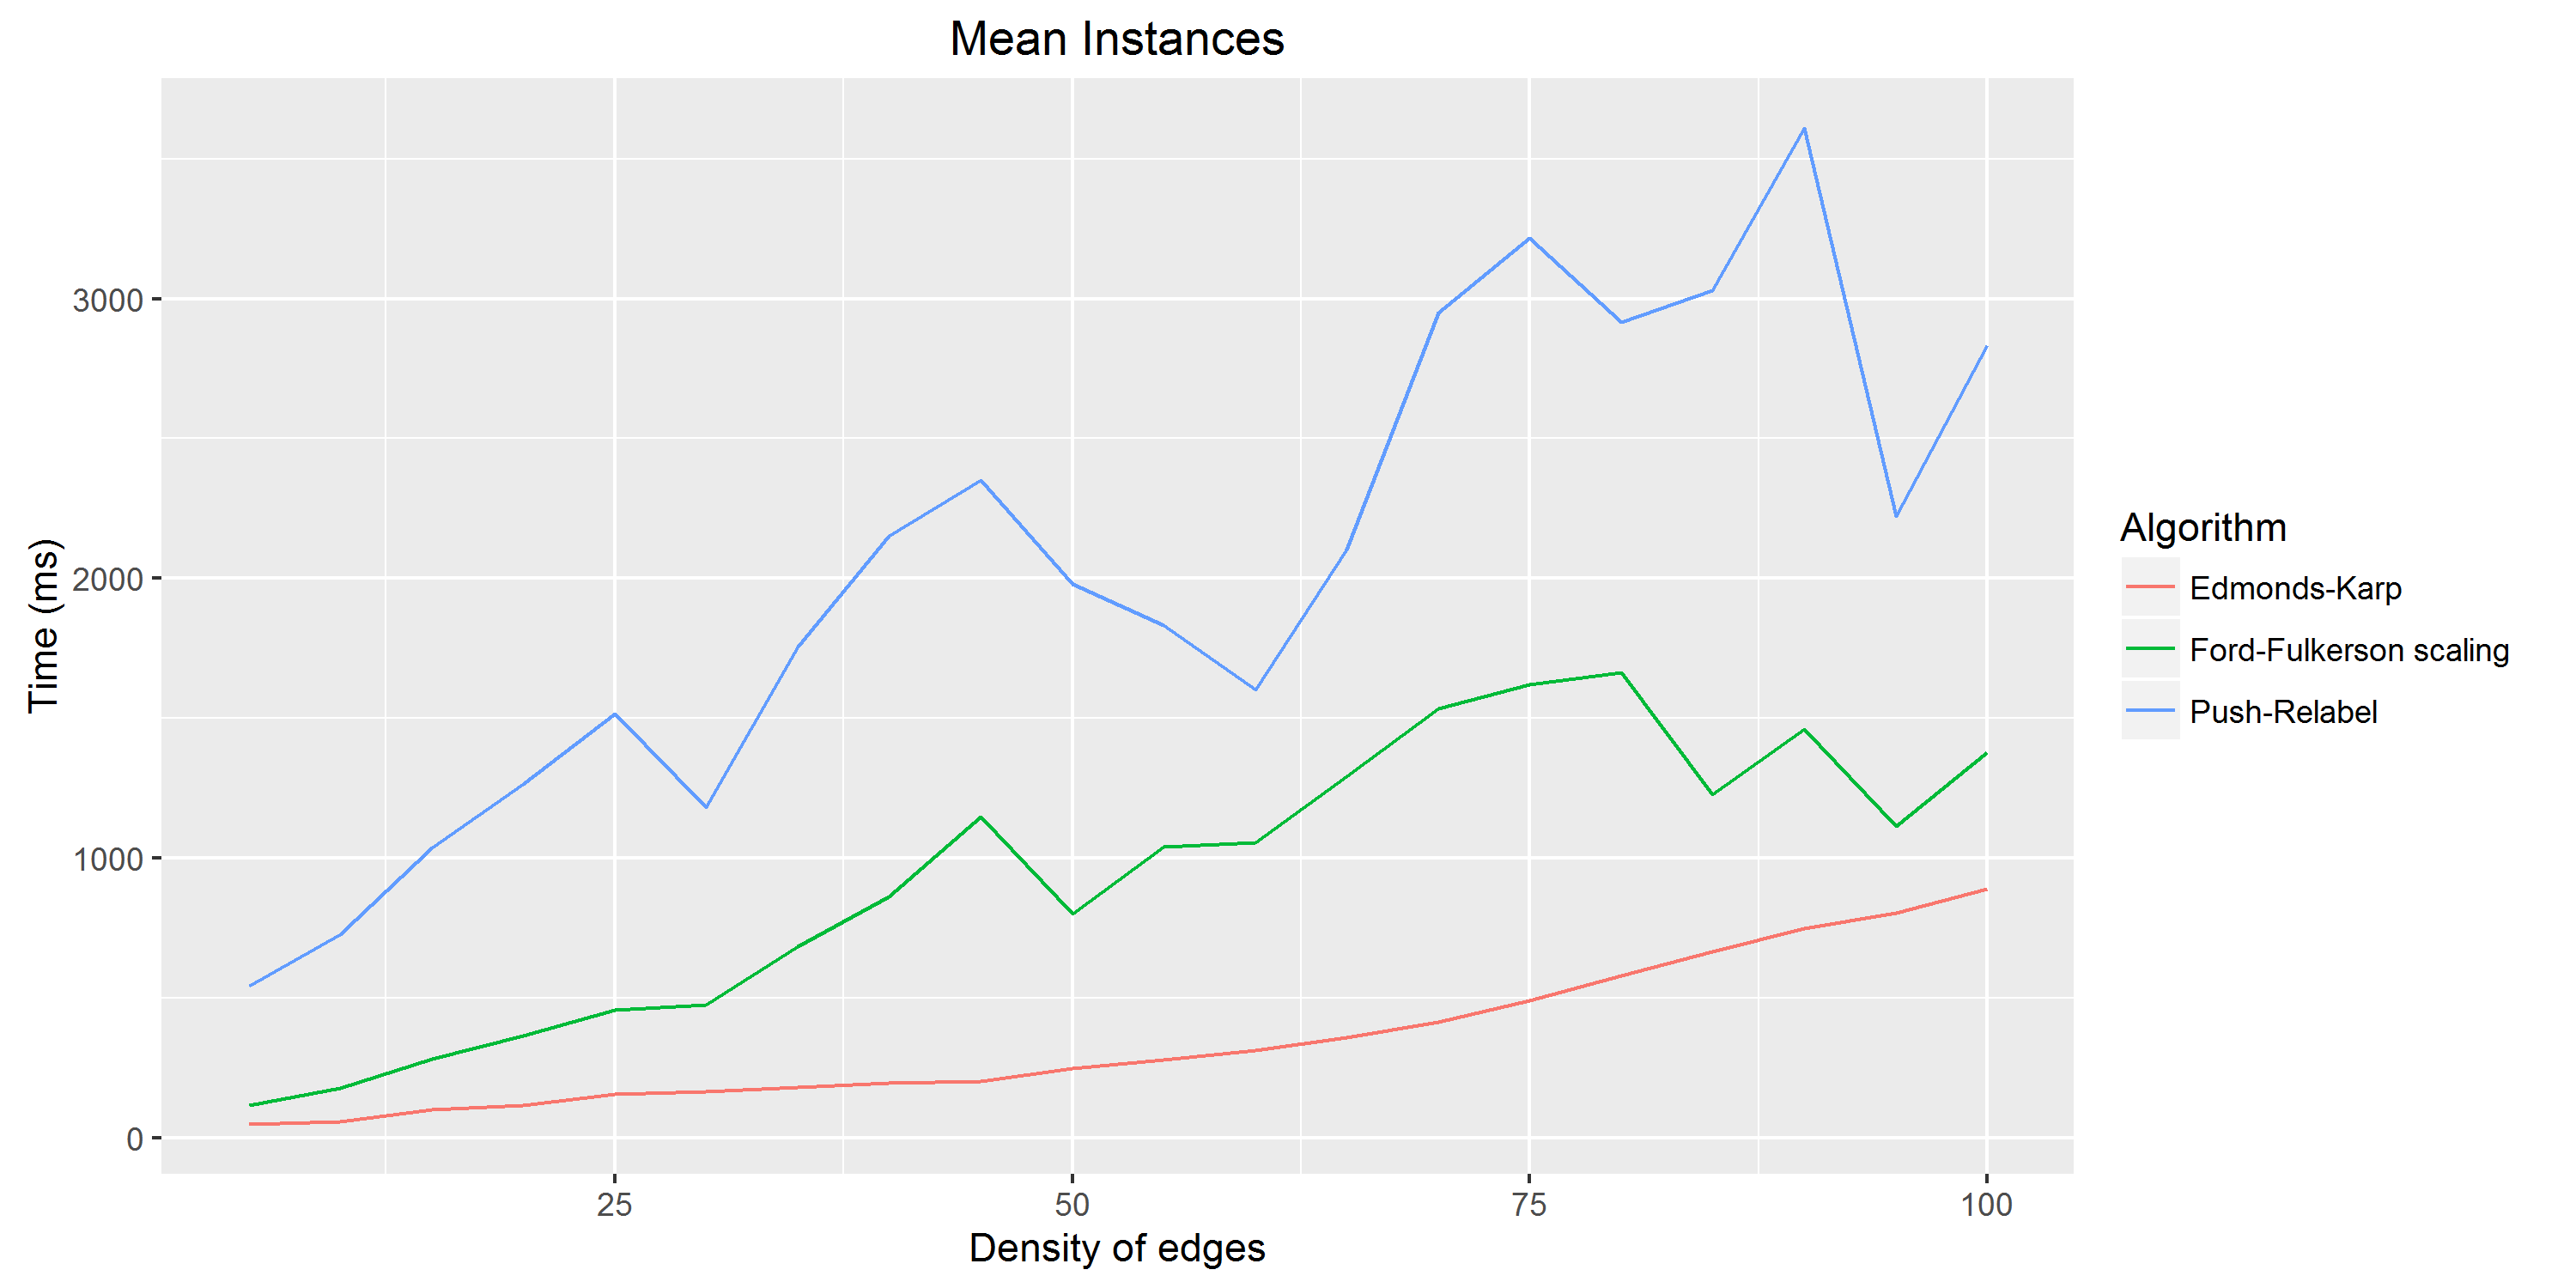 Mean Instances
Time (ms)
3000
2000
1000
0
25 50 75 100
Density of edges
Algorithm
Edmonds-Karp
Ford-Fulkerson scaling
Push-Relabel